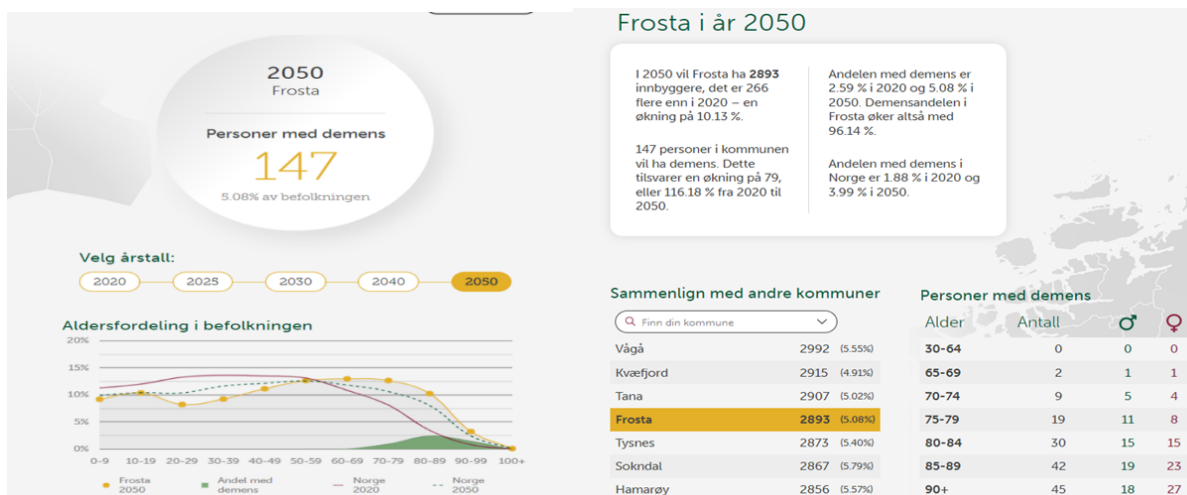 2050
Frosta
Personer med demens
147
5.08% av befolkningen
Velg årstall:
2020 2025 2030 2040 2050
Aldersfordeling i befolkningen
20%
15%
10%
5%
0%
0-9 10-19 20-29 30-39 40-49 50-59 60-69 70-79 80-89 90-99 100+
Frosta 2050
Andel med demens
Norge 2020
Norge 2050
Frosta i år 2050
I 2050 vil Frosta ha 2893
innbyggere, det er 266
flere enn i 2020 – en
økning på 10.13 %.
147 personer i kommunen
vil ha demens. Dette
tilsvarer en økning på 79,
eller 116.18 % fra 2020 til
2050.
Andelen med demens er
2.59 % i 2020 og 5.08 % i
2050. Demensandelen i
Frosta øker altså med
96.14 %.
Andelen med demens i
Norge er 1.88 % i 2020 og
3.99 % i 2050.
Sammenlign med andre kommuner
Finn din kommune
Vågå 2992 (5.55%)
Kvæfjord 2915 (4.91%)
Tana 2907 (5.02%)
Frosta 2893 (5.08%)
Tysnes 2873 (5.40%)
Sokndal 2867 (5.79%)
Hamarøy 2856 (5.57%)
Personer med demens
Alder Antall ♂ ♀
30-64 0 0 0
65-69 2 1 1
70-74 9 5 4
75-79 19 11 8
80-84 30 15 15
85-89 42 19 23
90+ 45 18 27